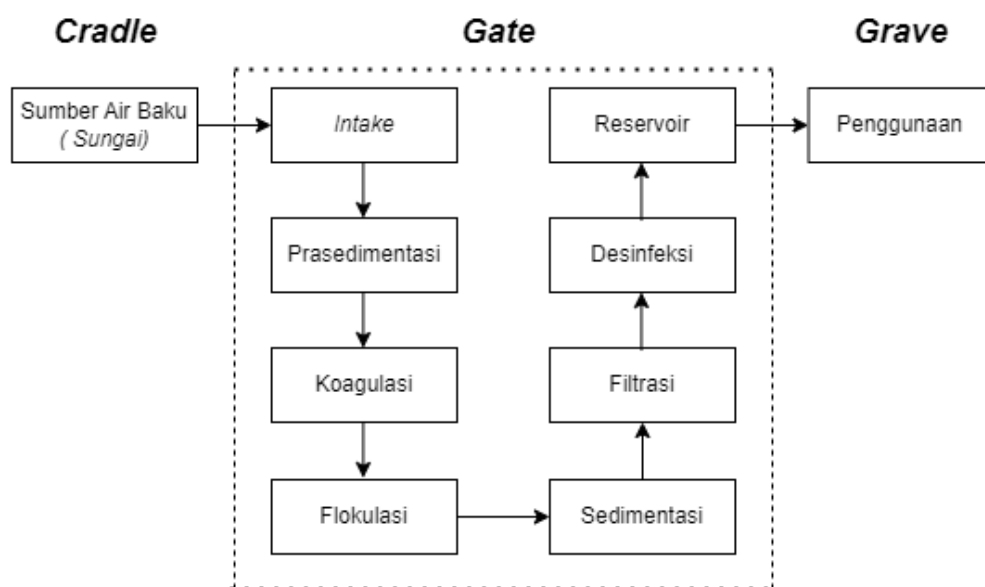 Cradle
Gate
Grave
Sumber Air Baku
( Sungai)
Intake
Reservoir
Penggunaan
Prasedimentasi
Desinfeksi
Koagulasi
Filtrasi
Flokulasi
Sedimentasi